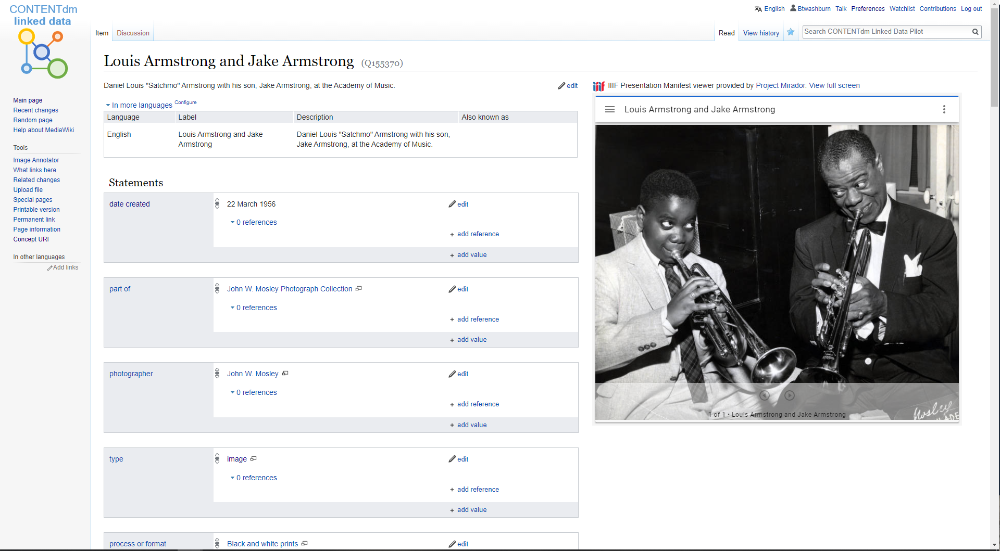 CONTENTdm
linked data
English Btwashburn Talk Preferences Watchlist Contributions Log out
Item Discussion
Read View history Search CONTENTdm Linked Data Pilot
Louis Armstrong and Jake Armstrong (Q155370)
Daniel Louis "Satchmo" Armstrong with his son, Jake Armstrong, at the Academy of Music.
edit
In more languages Configure
Language Label Description Also known as
English Louis Armstrong and Jake Armstrong Daniel Louis "Satchmo" Armstrong with his son, Jake Armstrong, at the Academy of Music.
Main page
Recent changes
Random page
Help about MediaWiki
Tools
Image Annotator
What links here
Related changes
Upload file
Special pages
Printable version
Permanent link
Page information
Concept URI
In other languages
Add links
Statements
date created 22 March 1956 edit
0 references
+ add reference
+ add value
part of John W. Mosley Photograph Collection edit
0 references
+ add reference
+ add value
photographer John W. Mosley edit
0 references
+ add reference
+ add value
type image edit
0 references
+ add reference
+ add value
process or format Black and white prints edit
iiif IIIF Presentation Manifest viewer provided by Project Mirador. View full screen
Louis Armstrong and Jake Armstrong
Mosley
1 of 1 • Louis Armstrong and Jake Armstrong